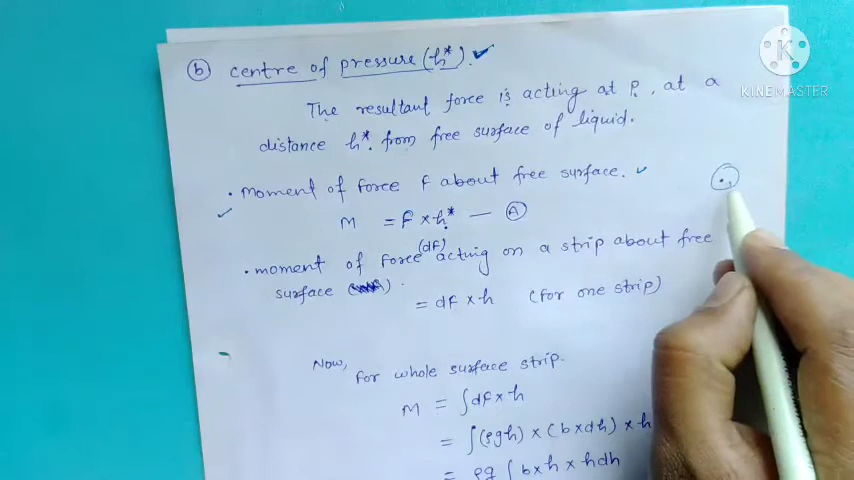 K
KINEMASTER
(b) centre of pressure (h*). ✓
The resultant force is acting at P, at a
distance h*. from free surface of liquid.
• Moment of force F about free surface. ✓
✓ M = F × h* — (A)
(dF)
• moment of force acting on a strip about free
surface
= dF × h (for one strip)
Now,
for whole surface strip.
M = ∫dF × h
= ∫(ρgh) × (b×dh) × h
= ρg ∫ b×h × hdh